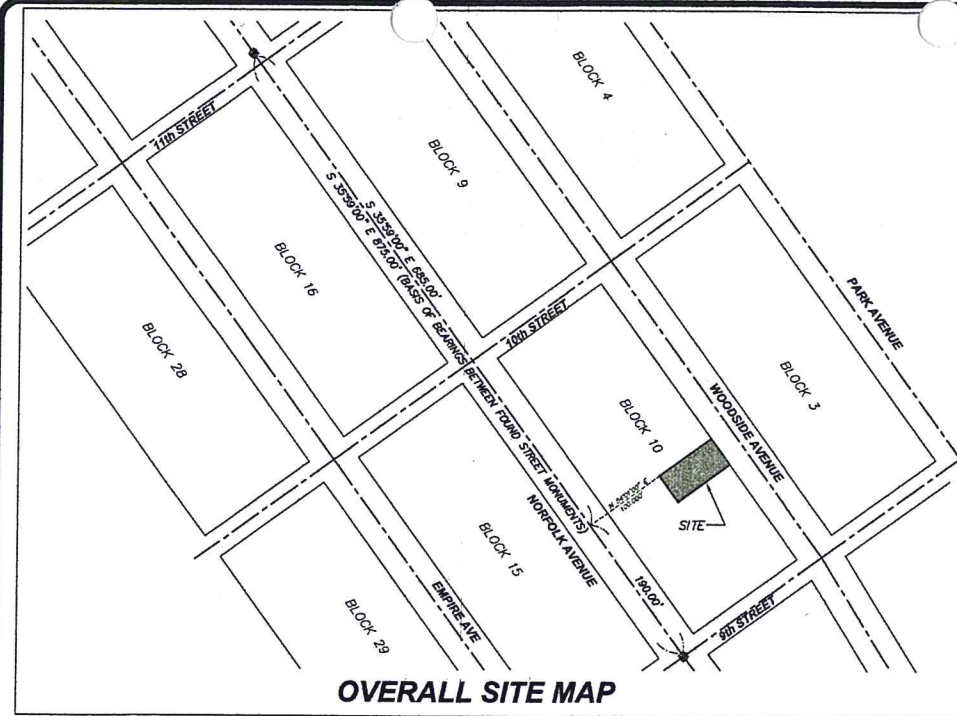 BLOCK 4
11th STREET
BLOCK 9
S 35°59'00" E 685.00'
S 35°59'00" E 875.00' (BASIS OF BEARINGS BETWEEN FOUND STREET MONUMENTS)
BLOCK 16
PARK AVENUE
10th STREET
BLOCK 28
BLOCK 3
WOODSIDE AVENUE
BLOCK 10
100.00'
SITE
NORFOLK AVENUE
BLOCK 15
190.00'
EMPIRE AVE
9th STREET
BLOCK 29
OVERALL SITE MAP